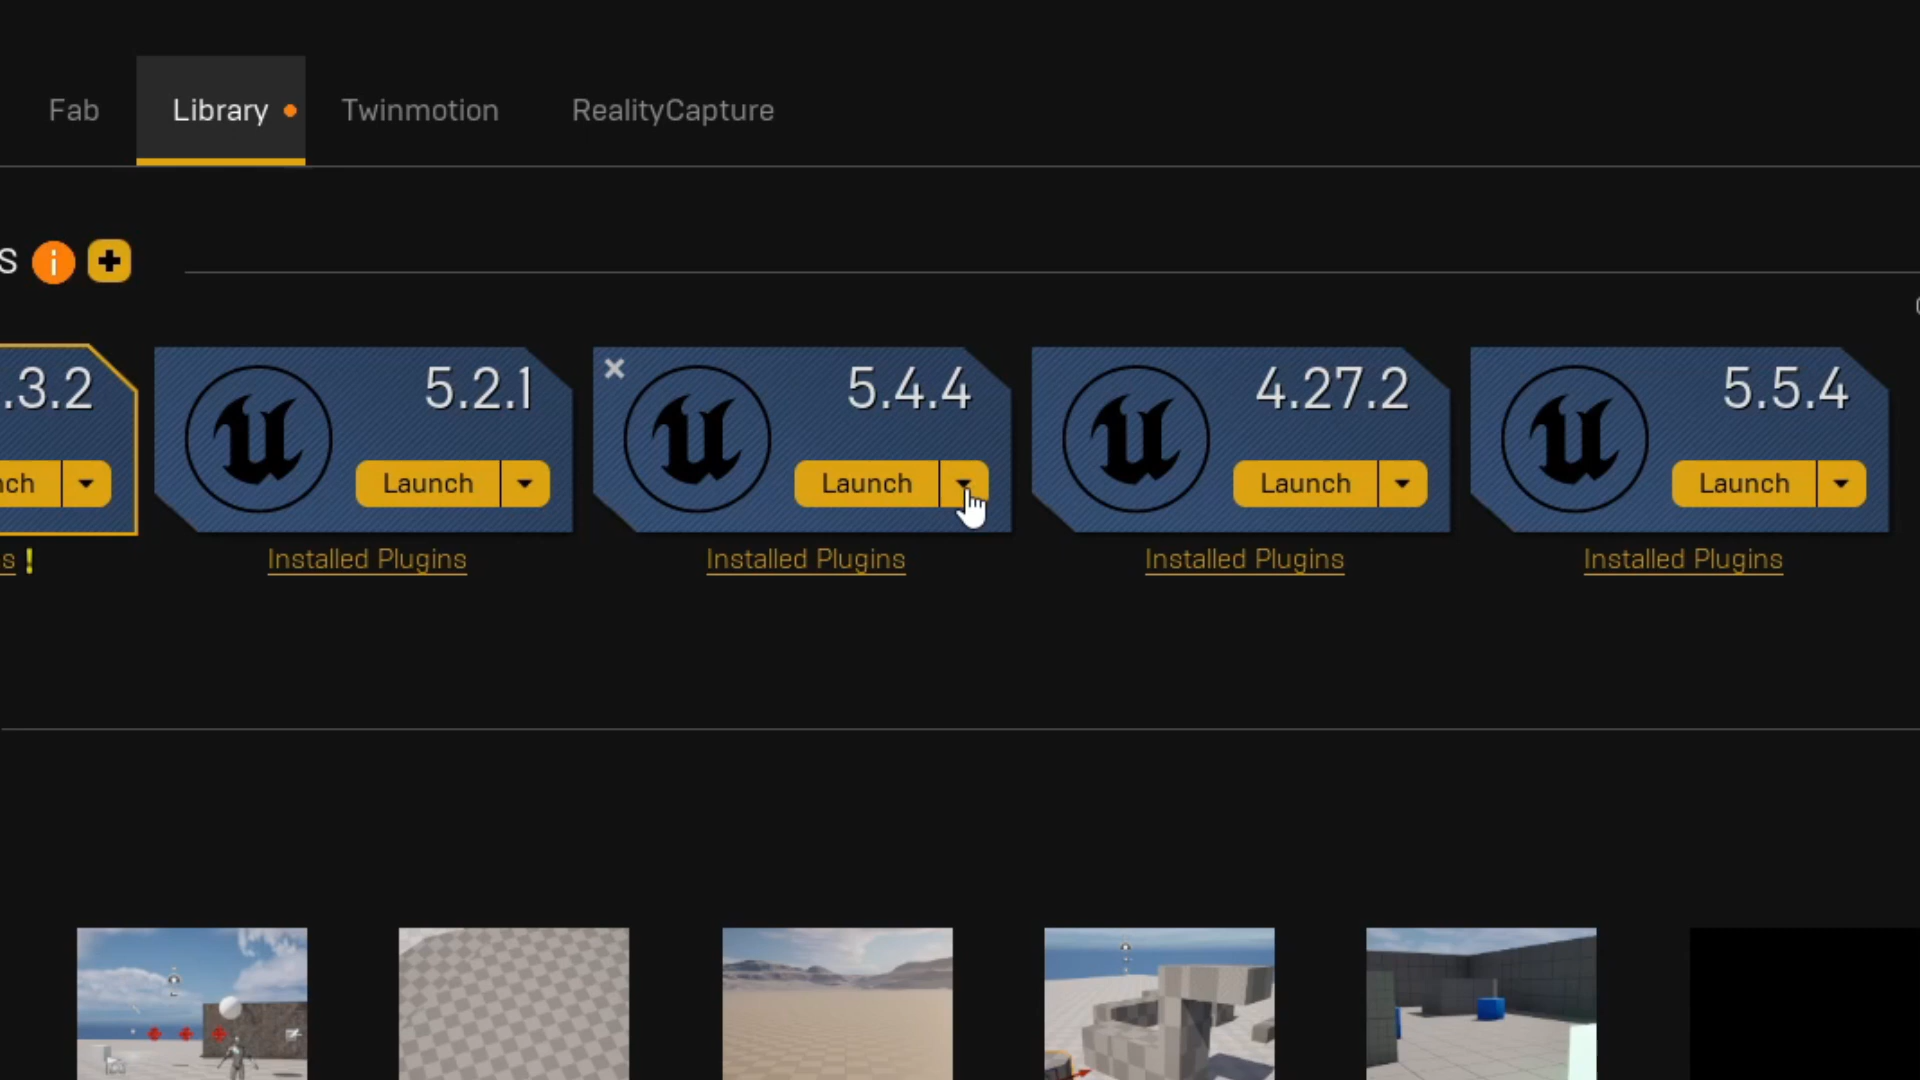 Fab Library Twinmotion RealityCapture
S i
.3.2 5.2.1 5.4.4 4.27.2 5.5.4
ch Launch Launch Launch Launch
s ! Installed Plugins Installed Plugins Installed Plugins Installed Plugins